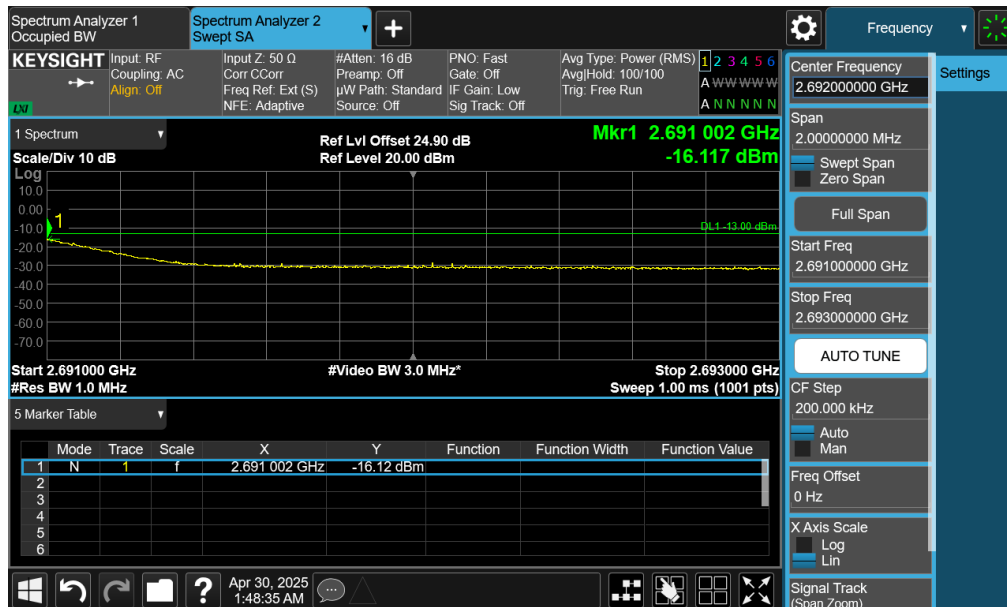 Spectrum Analyzer 1
Occupied BW
Spectrum Analyzer 2
Swept SA
Frequency
KEYSIGHT
LXI
Input: RF
Coupling: AC
Align: Off
Input Z: 50 Ω
Corr CCorr
Freq Ref: Ext (S)
NFE: Adaptive
#Atten: 16 dB
Preamp: Off
µW Path: Standard
Source: Off
PNO: Fast
Gate: Off
IF Gain: Low
Sig Track: Off
Avg Type: Power (RMS)
Avg|Hold: 100/100
Trig: Free Run
1 2 3 4 5 6
A W W W W W
A N N N N N
1 Spectrum
Scale/Div 10 dB
Ref Lvl Offset 24.90 dB
Ref Level 20.00 dBm
Mkr1 2.691 002 GHz
-16.117 dBm
Log
10.0
0.00
-10.0
-20.0
-30.0
-40.0
-50.0
-60.0
-70.0
1
DL1 -13.00 dBm
Start 2.691000 GHz
#Res BW 1.0 MHz
#Video BW 3.0 MHz*
Stop 2.693000 GHz
Sweep 1.00 ms (1001 pts)
5 Marker Table
Mode Trace Scale X Y Function Function Width Function Value
1 N 1 f 2.691 002 GHz -16.12 dBm
2
3
4
5
6
Apr 30, 2025
1:48:35 AM
Center Frequency
2.692000000 GHz
Settings
Span
2.00000000 MHz
Swept Span
Zero Span
Full Span
Start Freq
2.691000000 GHz
Stop Freq
2.693000000 GHz
AUTO TUNE
CF Step
200.000 kHz
Auto
Man
Freq Offset
0 Hz
X Axis Scale
Log
Lin
Signal Track
(Span Zoom)